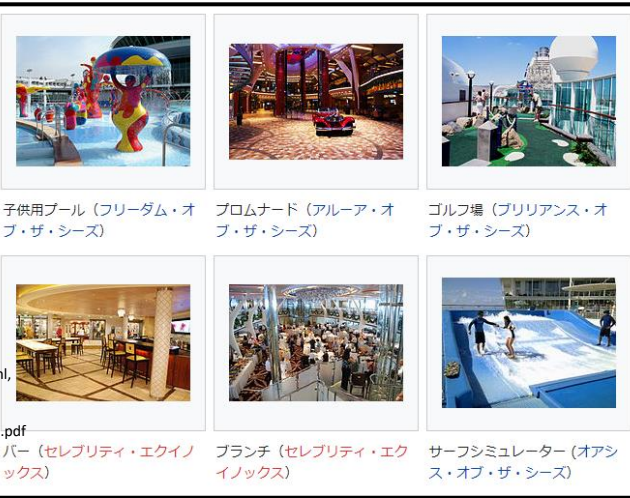 子供用プール（フリーダム・オ
ブ・ザ・シーズ）
プロムナード（アルーア・オ
ブ・ザ・シーズ）
ゴルフ場（ブリリアンス・オ
ブ・ザ・シーズ）
nl,
.pdf
バー（セレブリティ・エクイノ
ックス）
ブランチ（セレブリティ・エク
イノックス）
サーフシミュレーター (オアシ
ス・オブ・ザ・シーズ）